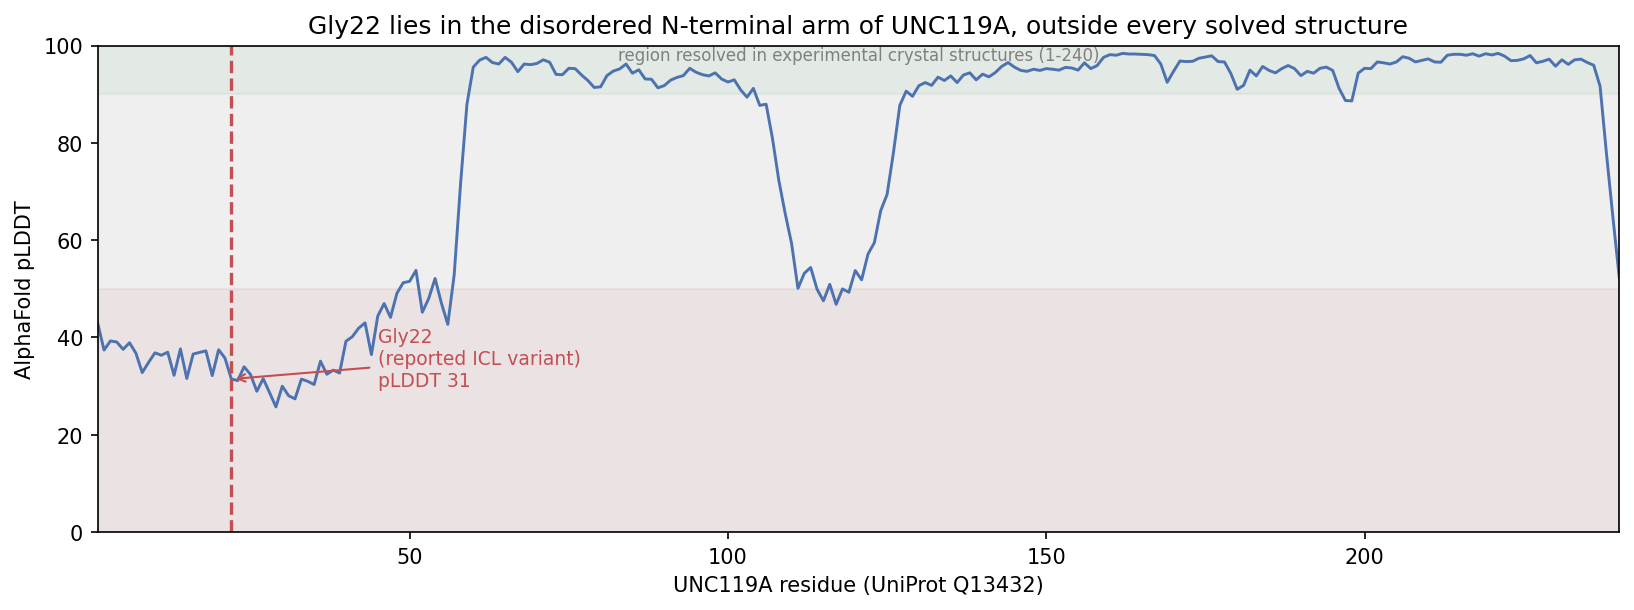 Gly22 lies in the disordered N-terminal arm of UNC119A, outside every solved structure
region resolved in experimental crystal structures (1-240)
100
80
60
40
20
0
AlphaFold pLDDT
Gly22
(reported ICL variant)
pLDDT 31
50
100
150
200
UNC119A residue (UniProt Q13432)